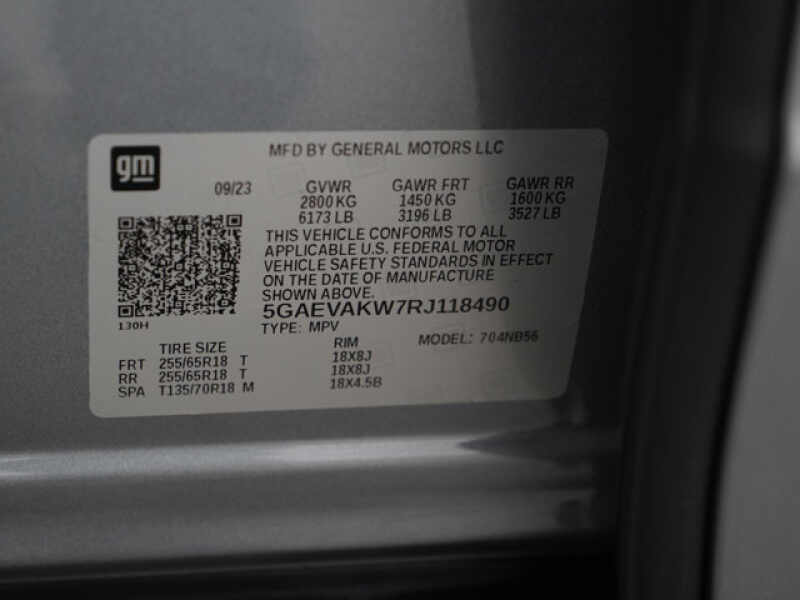 gm
MFD BY GENERAL MOTORS LLC
09/23 GVWR GAWR FRT GAWR RR
2800 KG 1450 KG 1600 KG
6173 LB 3196 LB 3527 LB
THIS VEHICLE CONFORMS TO ALL
APPLICABLE U.S. FEDERAL MOTOR
VEHICLE SAFETY STANDARDS IN EFFECT
ON THE DATE OF MANUFACTURE
SHOWN ABOVE.
130H
5GAEVAKW7RJ118490
TYPE: MPV MODEL: 704NB56
TIRE SIZE RIM
FRT 255/65R18 T 18X8J
RR 255/65R18 T 18X8J
SPA T135/70R18 M 18X4.5B